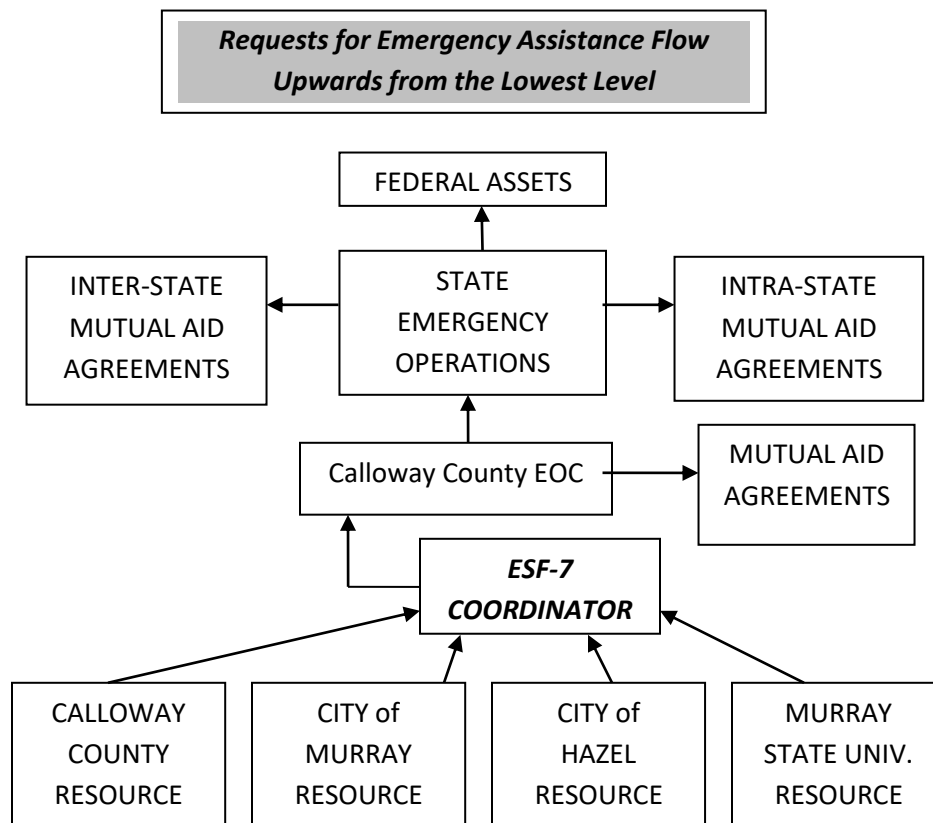 Requests for Emergency Assistance Flow
Upwards from the Lowest Level
FEDERAL ASSETS
INTER-STATE
MUTUAL AID
AGREEMENTS
STATE
EMERGENCY
OPERATIONS
INTRA-STATE
MUTUAL AID
AGREEMENTS
Calloway County EOC
MUTUAL AID
AGREEMENTS
ESF-7
COORDINATOR
CALLOWAY
COUNTY
RESOURCE
CITY of
MURRAY
RESOURCE
CITY of
HAZEL
RESOURCE
MURRAY
STATE UNIV.
RESOURCE